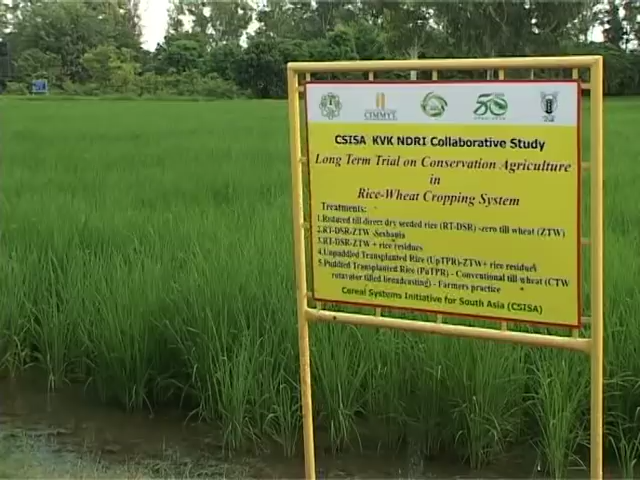 CIMMYT
50
CSISA KVK NDRI Collaborative Study
Long Term Trial on Conservation Agriculture
in
Rice-Wheat Cropping System
Treatments:
1.Reduced till direct dry seeded rice (RT-DSR) -zero till wheat (ZTW)
2.RT-DSR-ZTW -Sesbania
3.RT-DSR-ZTW + rice residues
4.Unpuddled Transplanted Rice (UpTPR)-ZTW+ rice residues
5.Puddled Transplanted Rice (PuTPR) - Conventional till wheat (CTW
rotavator tilled broadcasting) - Farmers practice
Cereal Systems Initiative for South Asia (CSISA)